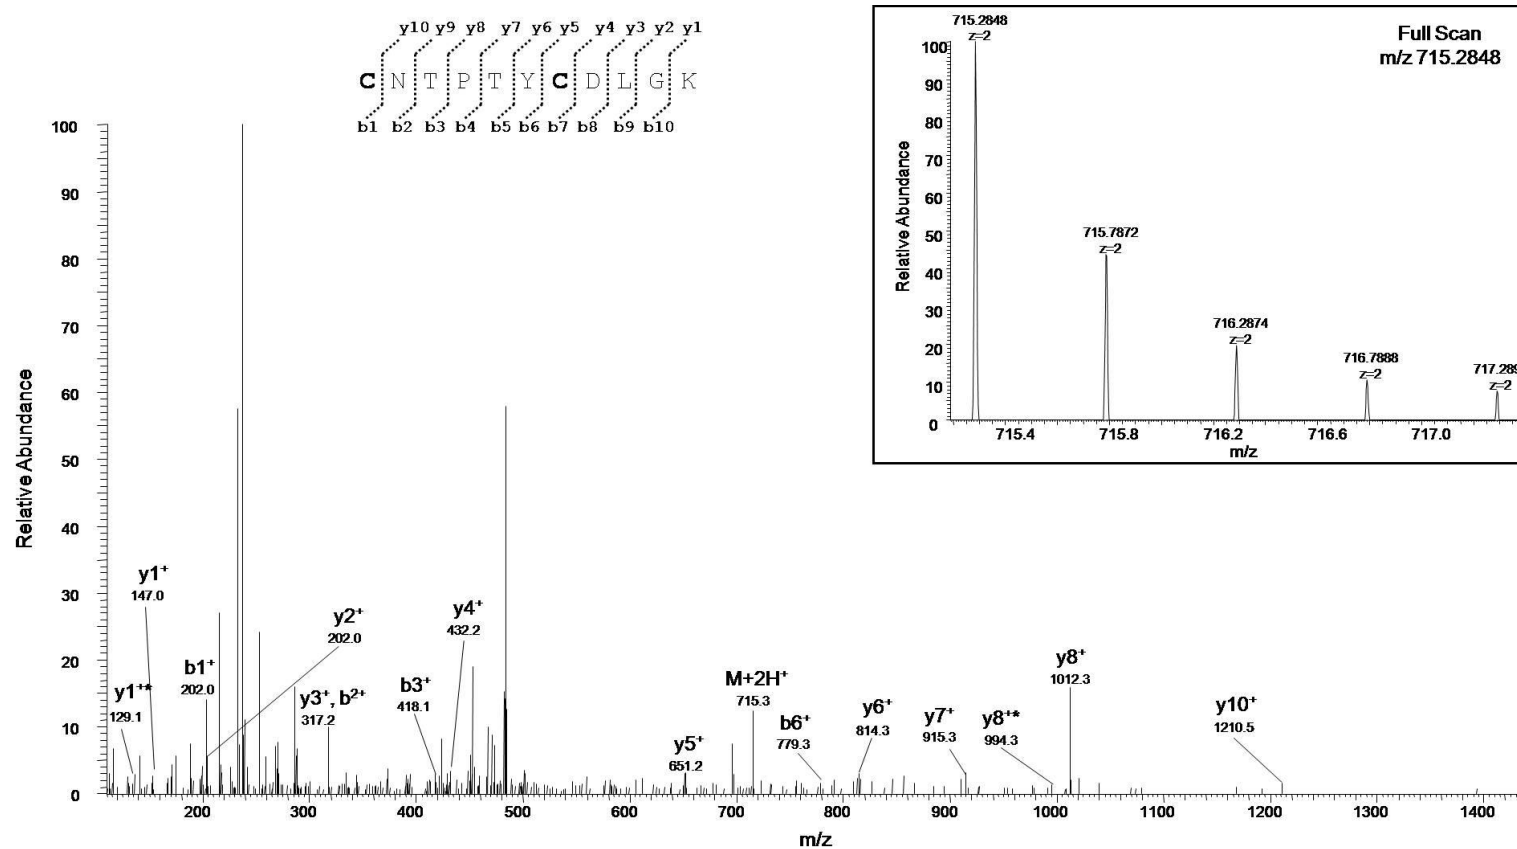 y10 y9 y8 y7 y6 y5 y4 y3 y2 y1
C N T P T Y C D L G K
b1 b2 b3 b4 b5 b6 b7 b8 b9 b10
Full Scan
m/z 715.2848
715.2848
z=2
715.7872
z=2
716.2874
z=2
716.7888
z=2
717.289
z=2
Relative Abundance
100
90
80
70
60
50
40
30
20
10
0
715.4 715.8 716.2 716.6 717.0
m/z
Relative Abundance
100
90
80
70
60
50
40
30
20
10
0
y1+
147.0
y1+*
129.1
b1+
202.0
y2+
202.0
y3+, b2+
317.2
b3+
418.1
y4+
432.2
y5+
651.2
M+2H+
715.3
b6+
779.3
y6+
814.3
y7+
915.3
y8+*
994.3
y8+
1012.3
y10+
1210.5
200 300 400 500 600 700 800 900 1000 1100 1200 1300 1400
m/z